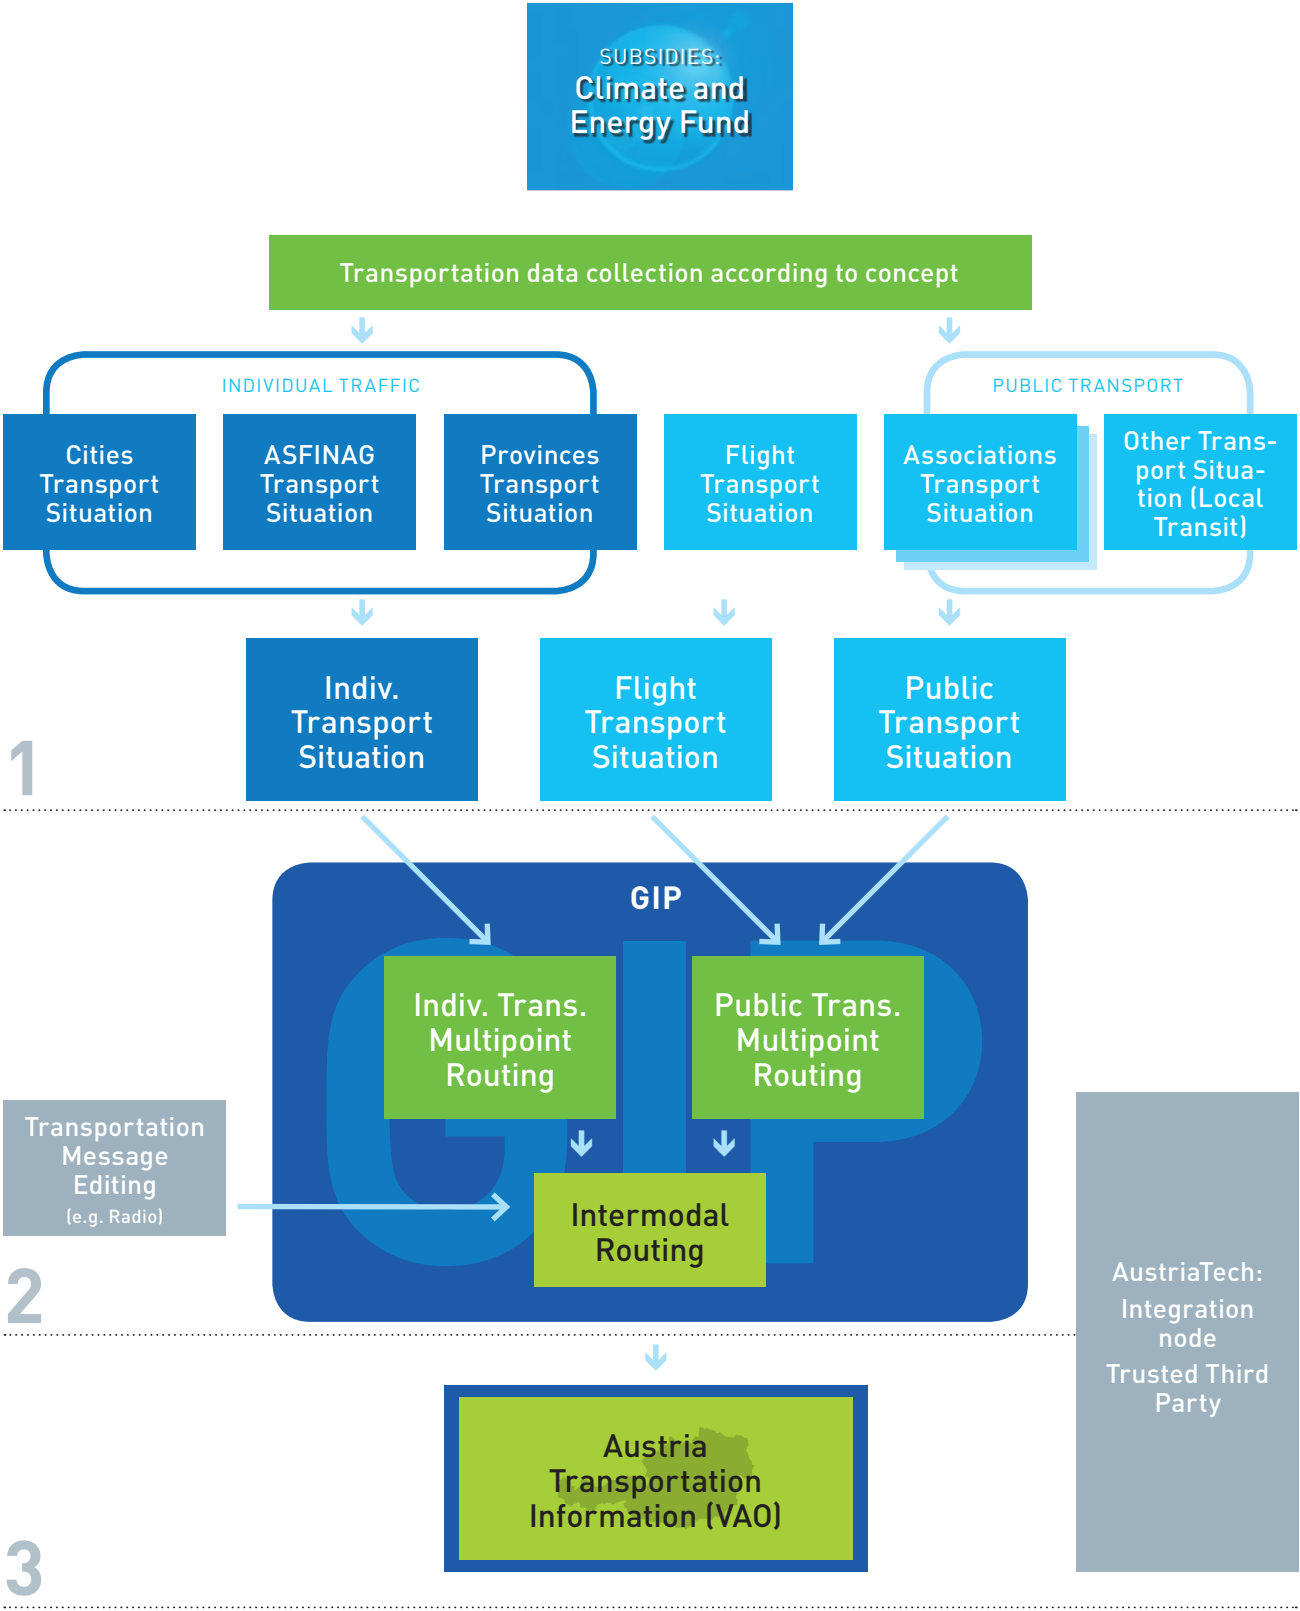 SUBSIDIES:
Climate and
Energy Fund
Transportation data collection according to concept
INDIVIDUAL TRAFFIC
PUBLIC TRANSPORT
Cities
Transport
Situation
ASFINAG
Transport
Situation
Provinces
Transport
Situation
Flight
Transport
Situation
Associations
Transport
Situation
Other Trans-
port Situa-
tion (Local
Transit)
Indiv.
Transport
Situation
Flight
Transport
Situation
Public
Transport
Situation
1
GIP
GIP
Indiv. Trans.
Multipoint
Routing
Public Trans.
Multipoint
Routing
Transportation
Message
Editing
(e.g. Radio)
Intermodal
Routing
2
AustriaTech:
Integration
node
Trusted Third
Party
Austria
Transportation
Information (VAO)
3